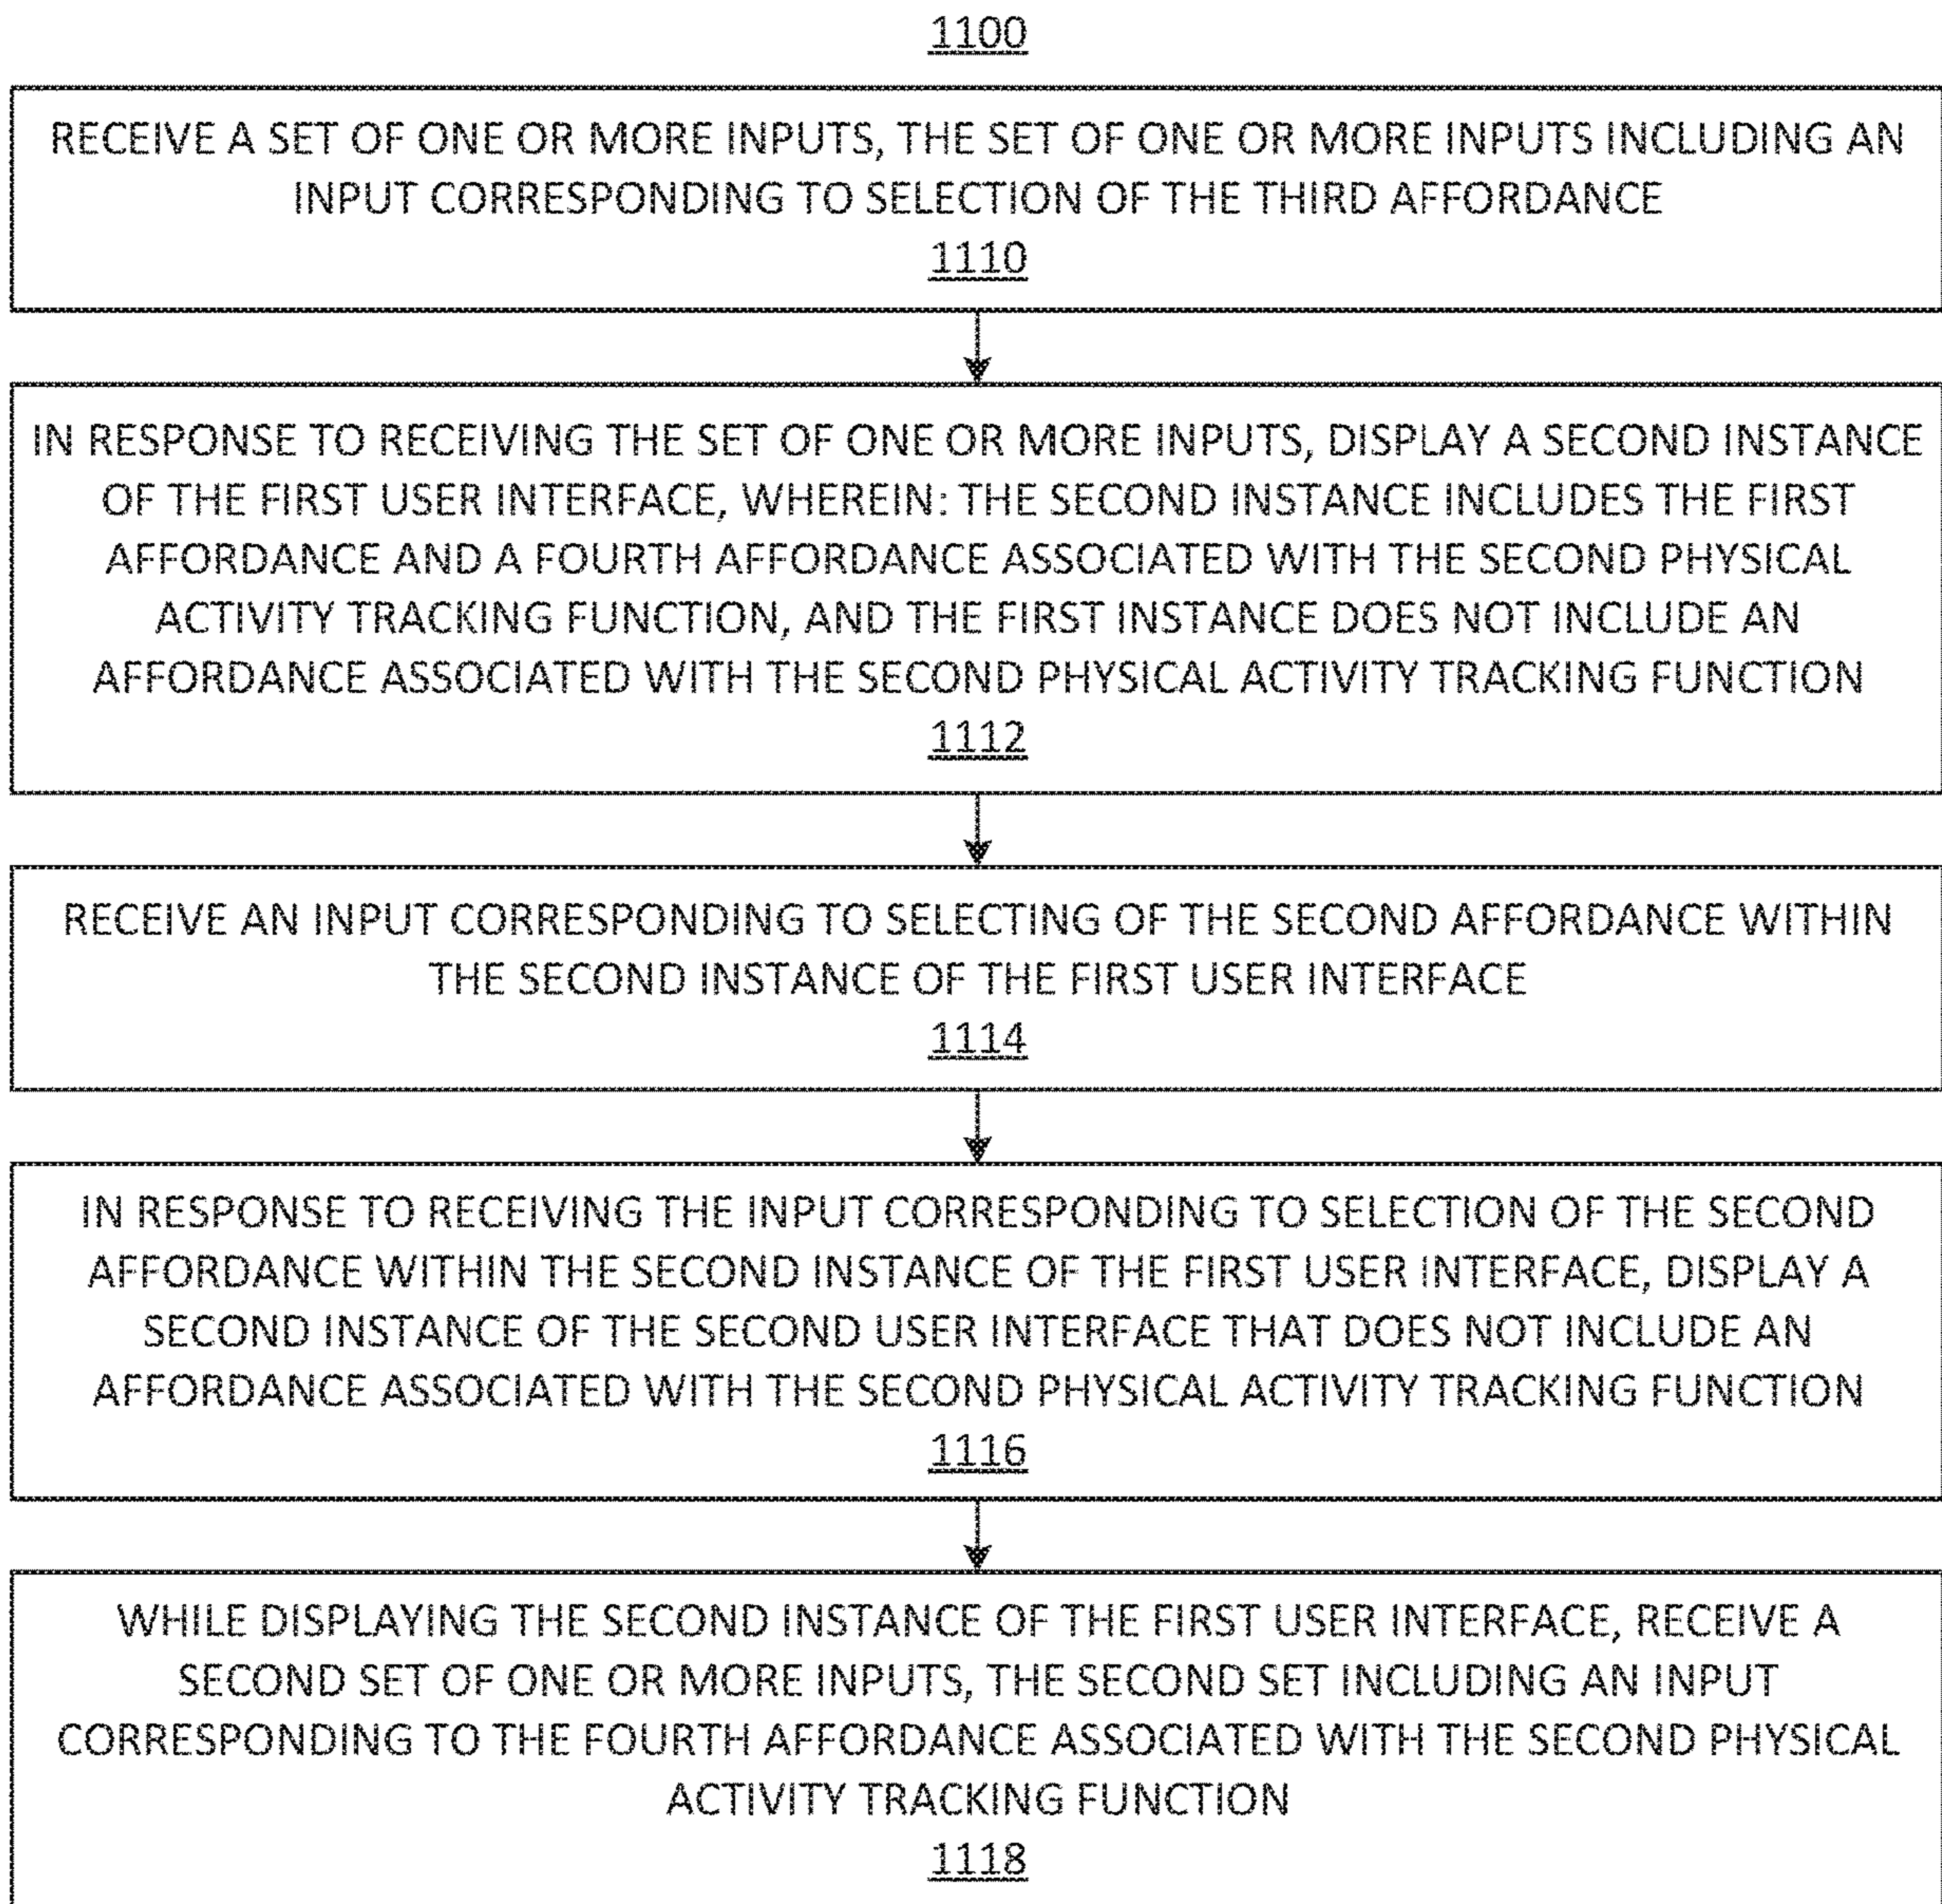 1100
RECEIVE A SET OF ONE OR MORE INPUTS, THE SET OF ONE OR MORE INPUTS INCLUDING AN
INPUT CORRESPONDING TO SELECTION OF THE THIRD AFFORDANCE
1110
IN RESPONSE TO RECEIVING THE SET OF ONE OR MORE INPUTS, DISPLAY A SECOND INSTANCE
OF THE FIRST USER INTERFACE, WHEREIN: THE SECOND INSTANCE INCLUDES THE FIRST
AFFORDANCE AND A FOURTH AFFORDANCE ASSOCIATED WITH THE SECOND PHYSICAL
ACTIVITY TRACKING FUNCTION, AND THE FIRST INSTANCE DOES NOT INCLUDE AN
AFFORDANCE ASSOCIATED WITH THE SECOND PHYSICAL ACTIVITY TRACKING FUNCTION
1112
RECEIVE AN INPUT CORRESPONDING TO SELECTING OF THE SECOND AFFORDANCE WITHIN
THE SECOND INSTANCE OF THE FIRST USER INTERFACE
1114
IN RESPONSE TO RECEIVING THE INPUT CORRESPONDING TO SELECTION OF THE SECOND
AFFORDANCE WITHIN THE SECOND INSTANCE OF THE FIRST USER INTERFACE, DISPLAY A
SECOND INSTANCE OF THE SECOND USER INTERFACE THAT DOES NOT INCLUDE AN
AFFORDANCE ASSOCIATED WITH THE SECOND PHYSICAL ACTIVITY TRACKING FUNCTION
1116
WHILE DISPLAYING THE SECOND INSTANCE OF THE FIRST USER INTERFACE, RECEIVE A
SECOND SET OF ONE OR MORE INPUTS, THE SECOND SET INCLUDING AN INPUT
CORRESPONDING TO THE FOURTH AFFORDANCE ASSOCIATED WITH THE SECOND PHYSICAL
ACTIVITY TRACKING FUNCTION
1118